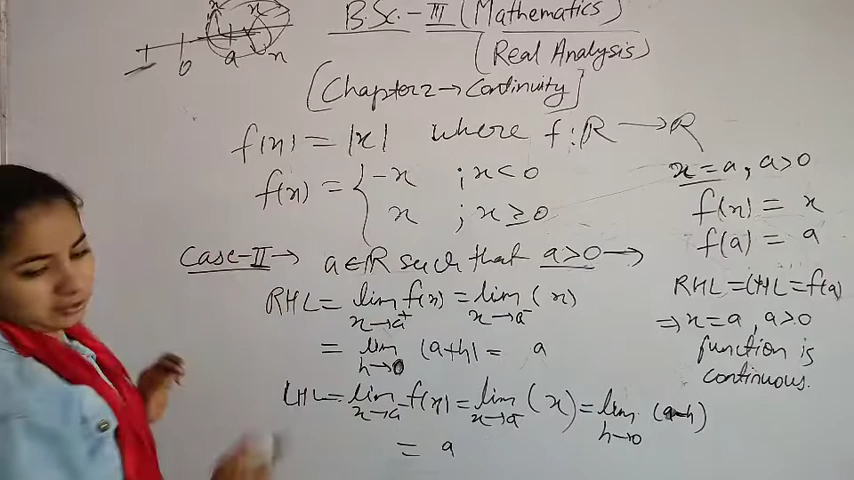 B.Sc.-III (Mathematics)
(Real Analysis)
(Chapter 2 → Continuity)
0 a x
f(x) = |x| where f: R → R
f(x) = { -x ; x < 0
x ; x ≥ 0
Case-II → a ∈ R such that a>0 →
RHL = lim x→a⁺ f(x) = lim x→a⁻ (x)
= lim h→0 (a+h) = a
LHL = lim x→a⁻ f(x) = lim x→a⁻ (x) = lim h→0 (a-h)
= a
x = a, a>0
f(x) = x
f(a) = a
RHL = LHL = f(a)
⇒ x = a, a>0
function is
continuous.